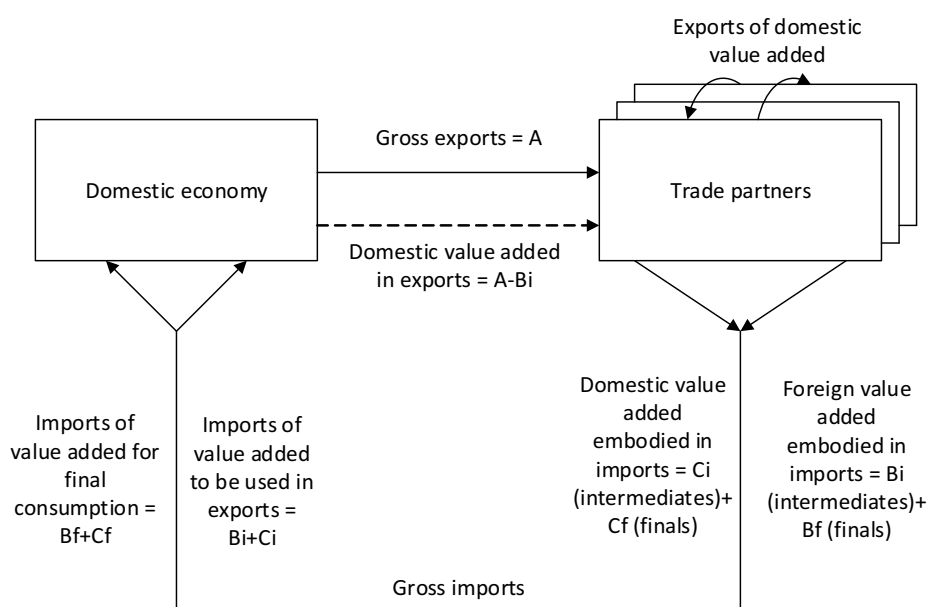 Exports of domestic
value added
Gross exports = A
Domestic economy
Trade partners
Domestic value added
in exports = A-Bi
Imports of
value added for
final
consumption =
Bf+Cf
Imports of
value added
to be used in
exports =
Bi+Ci
Domestic value
added
embodied in
imports = Ci
(intermediates)+
Cf (finals)
Foreign value
added
embodied in
imports = Bi
(intermediates)+
Bf (finals)
Gross imports